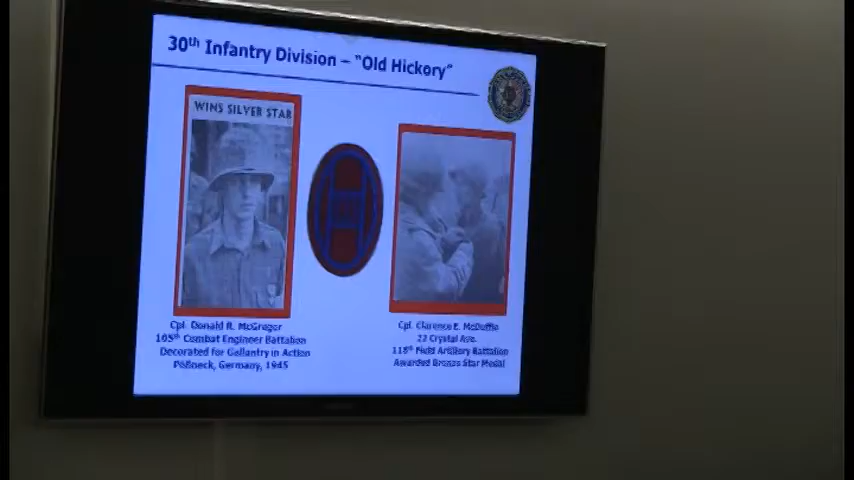 30th Infantry Division – "Old Hickory"
WINS SILVER STAR
Cpl. Donald R. McGregor
105th Combat Engineer Battalion
Decorated for Gallantry in Action
Pößneck, Germany, 1945
Cpl. Clarence E. McDuffie
22 Crystal Ave.
118th Field Artillery Battalion
Awarded Bronze Star Medal